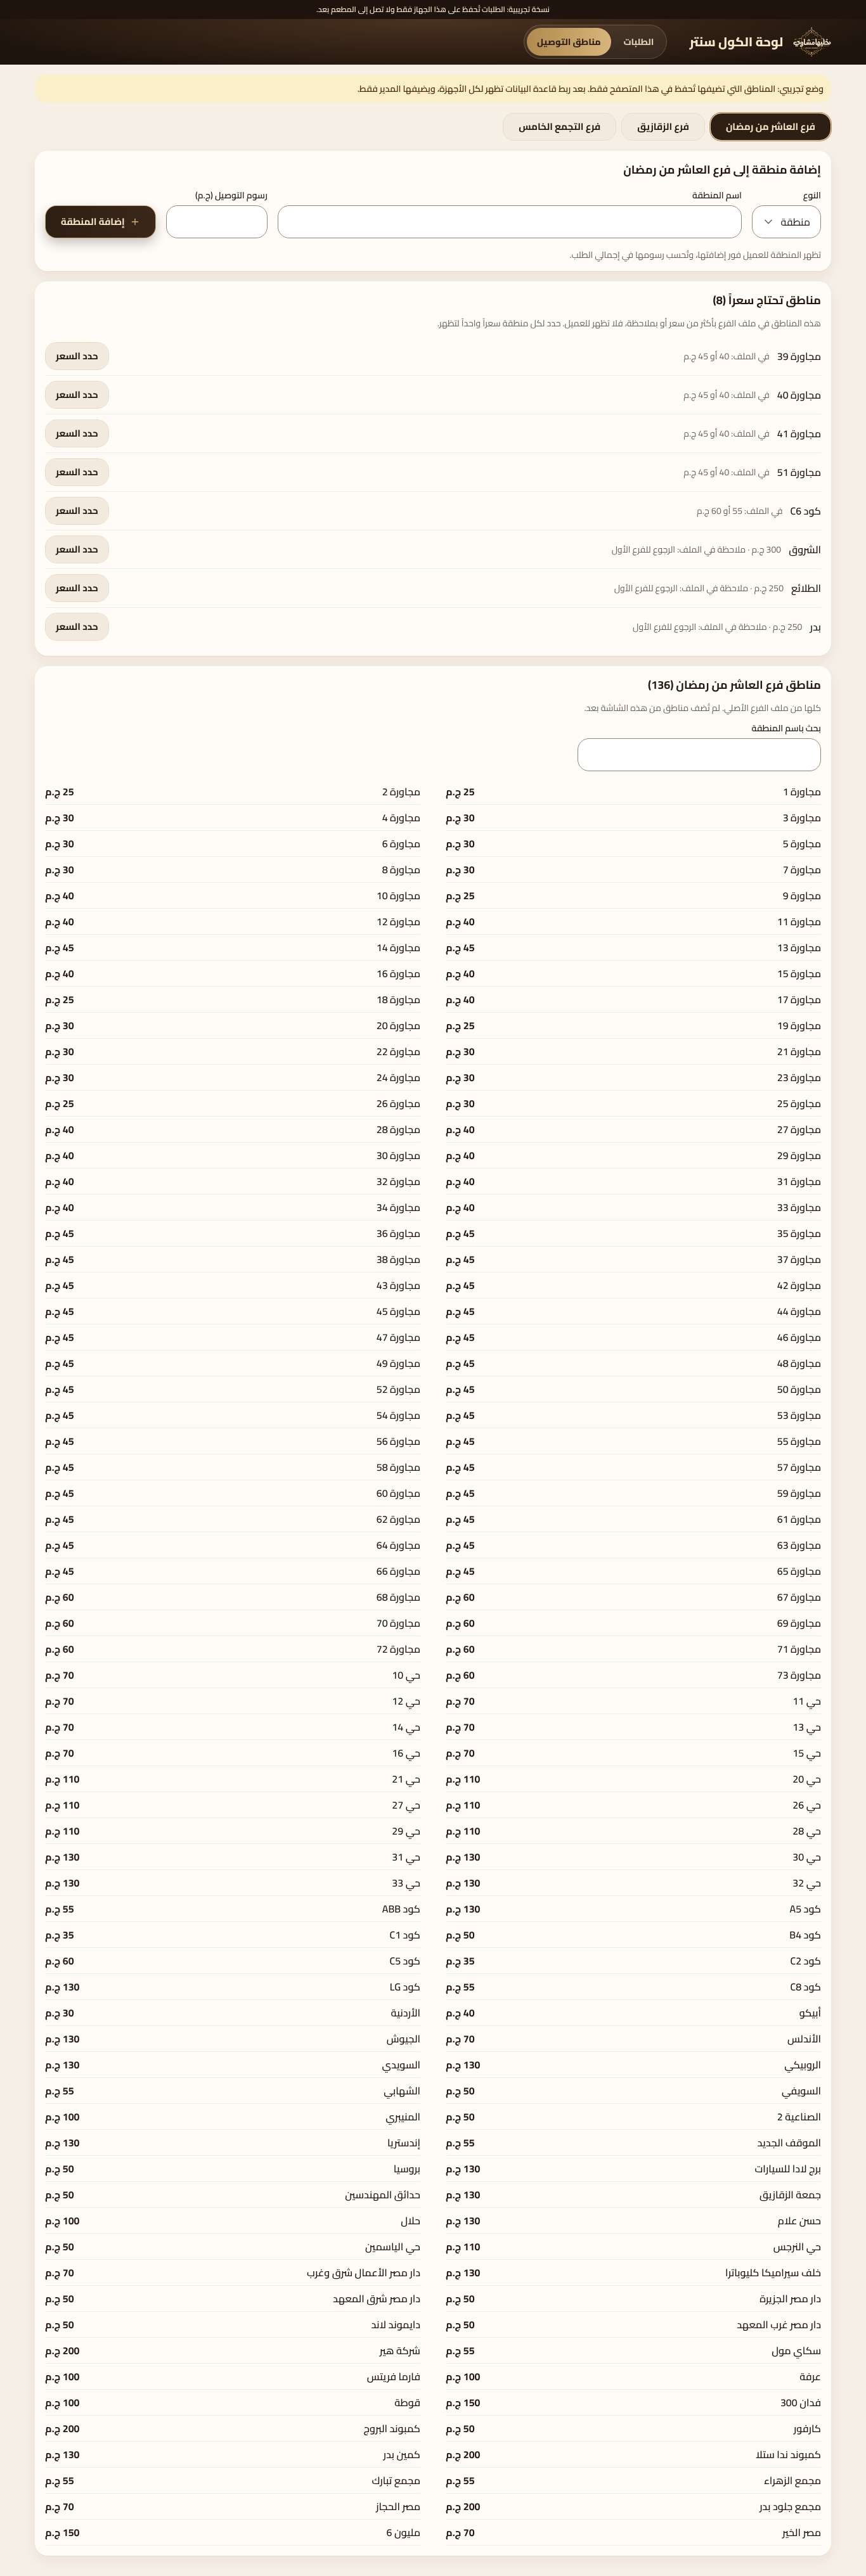 نسخة تجريبية: الطلبات تُحفظ على هذا الجهاز فقط ولا تصل إلى المطعم بعد.
لوحة الكول سنتر
الطلبات
مناطق التوصيل
وضع تجريبي: المناطق التي تضيفها تُحفظ في هذا المتصفح فقط. بعد ربط قاعدة البيانات تظهر لكل الأجهزة، ويضيفها المدير فقط.
فرع العاشر من رمضان
فرع الزقازيق
فرع التجمع الخامس
إضافة منطقة إلى فرع العاشر من رمضان
النوع
اسم المنطقة
رسوم التوصيل (ج.م)
منطقة
+ إضافة المنطقة
تظهر المنطقة للعميل فور إضافتها، وتُحسب رسومها في إجمالي الطلب.
مناطق تحتاج سعراً (8)
هذه المناطق في ملف الفرع بأكثر من سعر أو بملاحظة، فلا تظهر للعميل. حدد لكل منطقة سعراً واحداً لتظهر.
مجاورة 39 في الملف: 40 أو 45 ج.م حدد السعر
مجاورة 40 في الملف: 40 أو 45 ج.م حدد السعر
مجاورة 41 في الملف: 40 أو 45 ج.م حدد السعر
مجاورة 51 في الملف: 40 أو 45 ج.م حدد السعر
كود C6 في الملف: 55 أو 60 ج.م حدد السعر
الشروق 300 ج.م · ملاحظة في الملف: الرجوع للفرع الأول حدد السعر
الطلائع 250 ج.م · ملاحظة في الملف: الرجوع للفرع الأول حدد السعر
بدر 250 ج.م · ملاحظة في الملف: الرجوع للفرع الأول حدد السعر
مناطق فرع العاشر من رمضان (136)
كلها من ملف الفرع الأصلي. لم تُضف مناطق من هذه الشاشة بعد.
بحث باسم المنطقة
مجاورة 1 25 ج.م مجاورة 2 25 ج.م
مجاورة 3 30 ج.م مجاورة 4 30 ج.م
مجاورة 5 30 ج.م مجاورة 6 30 ج.م
مجاورة 7 30 ج.م مجاورة 8 30 ج.م
مجاورة 9 25 ج.م مجاورة 10 40 ج.م
مجاورة 11 40 ج.م مجاورة 12 40 ج.م
مجاورة 13 45 ج.م مجاورة 14 45 ج.م
مجاورة 15 40 ج.م مجاورة 16 40 ج.م
مجاورة 17 40 ج.م مجاورة 18 25 ج.م
مجاورة 19 25 ج.م مجاورة 20 30 ج.م
مجاورة 21 30 ج.م مجاورة 22 30 ج.م
مجاورة 23 30 ج.م مجاورة 24 30 ج.م
مجاورة 25 30 ج.م مجاورة 26 25 ج.م
مجاورة 27 40 ج.م مجاورة 28 40 ج.م
مجاورة 29 40 ج.م مجاورة 30 40 ج.م
مجاورة 31 40 ج.م مجاورة 32 40 ج.م
مجاورة 33 40 ج.م مجاورة 34 40 ج.م
مجاورة 35 45 ج.م مجاورة 36 45 ج.م
مجاورة 37 45 ج.م مجاورة 38 45 ج.م
مجاورة 42 45 ج.م مجاورة 43 45 ج.م
مجاورة 44 45 ج.م مجاورة 45 45 ج.م
مجاورة 46 45 ج.م مجاورة 47 45 ج.م
مجاورة 48 45 ج.م مجاورة 49 45 ج.م
مجاورة 50 45 ج.م مجاورة 52 45 ج.م
مجاورة 53 45 ج.م مجاورة 54 45 ج.م
مجاورة 55 45 ج.م مجاورة 56 45 ج.م
مجاورة 57 45 ج.م مجاورة 58 45 ج.م
مجاورة 59 45 ج.م مجاورة 60 45 ج.م
مجاورة 61 45 ج.م مجاورة 62 45 ج.م
مجاورة 63 45 ج.م مجاورة 64 45 ج.م
مجاورة 65 45 ج.م مجاورة 66 45 ج.م
مجاورة 67 60 ج.م مجاورة 68 60 ج.م
مجاورة 69 60 ج.م مجاورة 70 60 ج.م
مجاورة 71 60 ج.م مجاورة 72 60 ج.م
مجاورة 73 60 ج.م حي 10 70 ج.م
حي 11 70 ج.م حي 12 70 ج.م
حي 13 70 ج.م حي 14 70 ج.م
حي 15 70 ج.م حي 16 70 ج.م
حي 20 110 ج.م حي 21 110 ج.م
حي 26 110 ج.م حي 27 110 ج.م
حي 28 110 ج.م حي 29 110 ج.م
حي 30 130 ج.م حي 31 130 ج.م
حي 32 130 ج.م حي 33 130 ج.م
كود A5 130 ج.م كود ABB 55 ج.م
كود B4 50 ج.م كود C1 35 ج.م
كود C2 35 ج.م كود C5 60 ج.م
كود C8 55 ج.م كود LG 130 ج.م
أبيكو 40 ج.م الأردنية 30 ج.م
الأندلس 70 ج.م الجيوش 130 ج.م
الروبيكي 130 ج.م السويدي 130 ج.م
السويفي 50 ج.م الشهابي 55 ج.م
الصناعية 2 50 ج.م المنييري 100 ج.م
الموقف الجديد 55 ج.م إندستريا 130 ج.م
برج لادا للسيارات 130 ج.م بروسيا 50 ج.م
جمعة الزقازيق 130 ج.م حدائق المهندسين 50 ج.م
حسن علام 130 ج.م حلال 100 ج.م
حي النرجس 110 ج.م حي الياسمين 50 ج.م
خلف سيراميكا كليوباترا 130 ج.م دار مصر الأعمال شرق وغرب 70 ج.م
دار مصر الجزيرة 50 ج.م دار مصر شرق المعهد 50 ج.م
دار مصر غرب المعهد 50 ج.م دايموند لاند 50 ج.م
سكاي مول 55 ج.م شركة هير 200 ج.م
عرفة 100 ج.م فارما فريتس 100 ج.م
فدان 300 150 ج.م قوطة 100 ج.م
كارفور 50 ج.م كمبوند البروج 200 ج.م
كمبوند ندا ستلا 200 ج.م كمين بدر 130 ج.م
مجمع الزهراء 55 ج.م مجمع تبارك 55 ج.م
مجمع جلود بدر 200 ج.م مصر الحجاز 70 ج.م
مصر الخير 70 ج.م مليون 6 150 ج.م